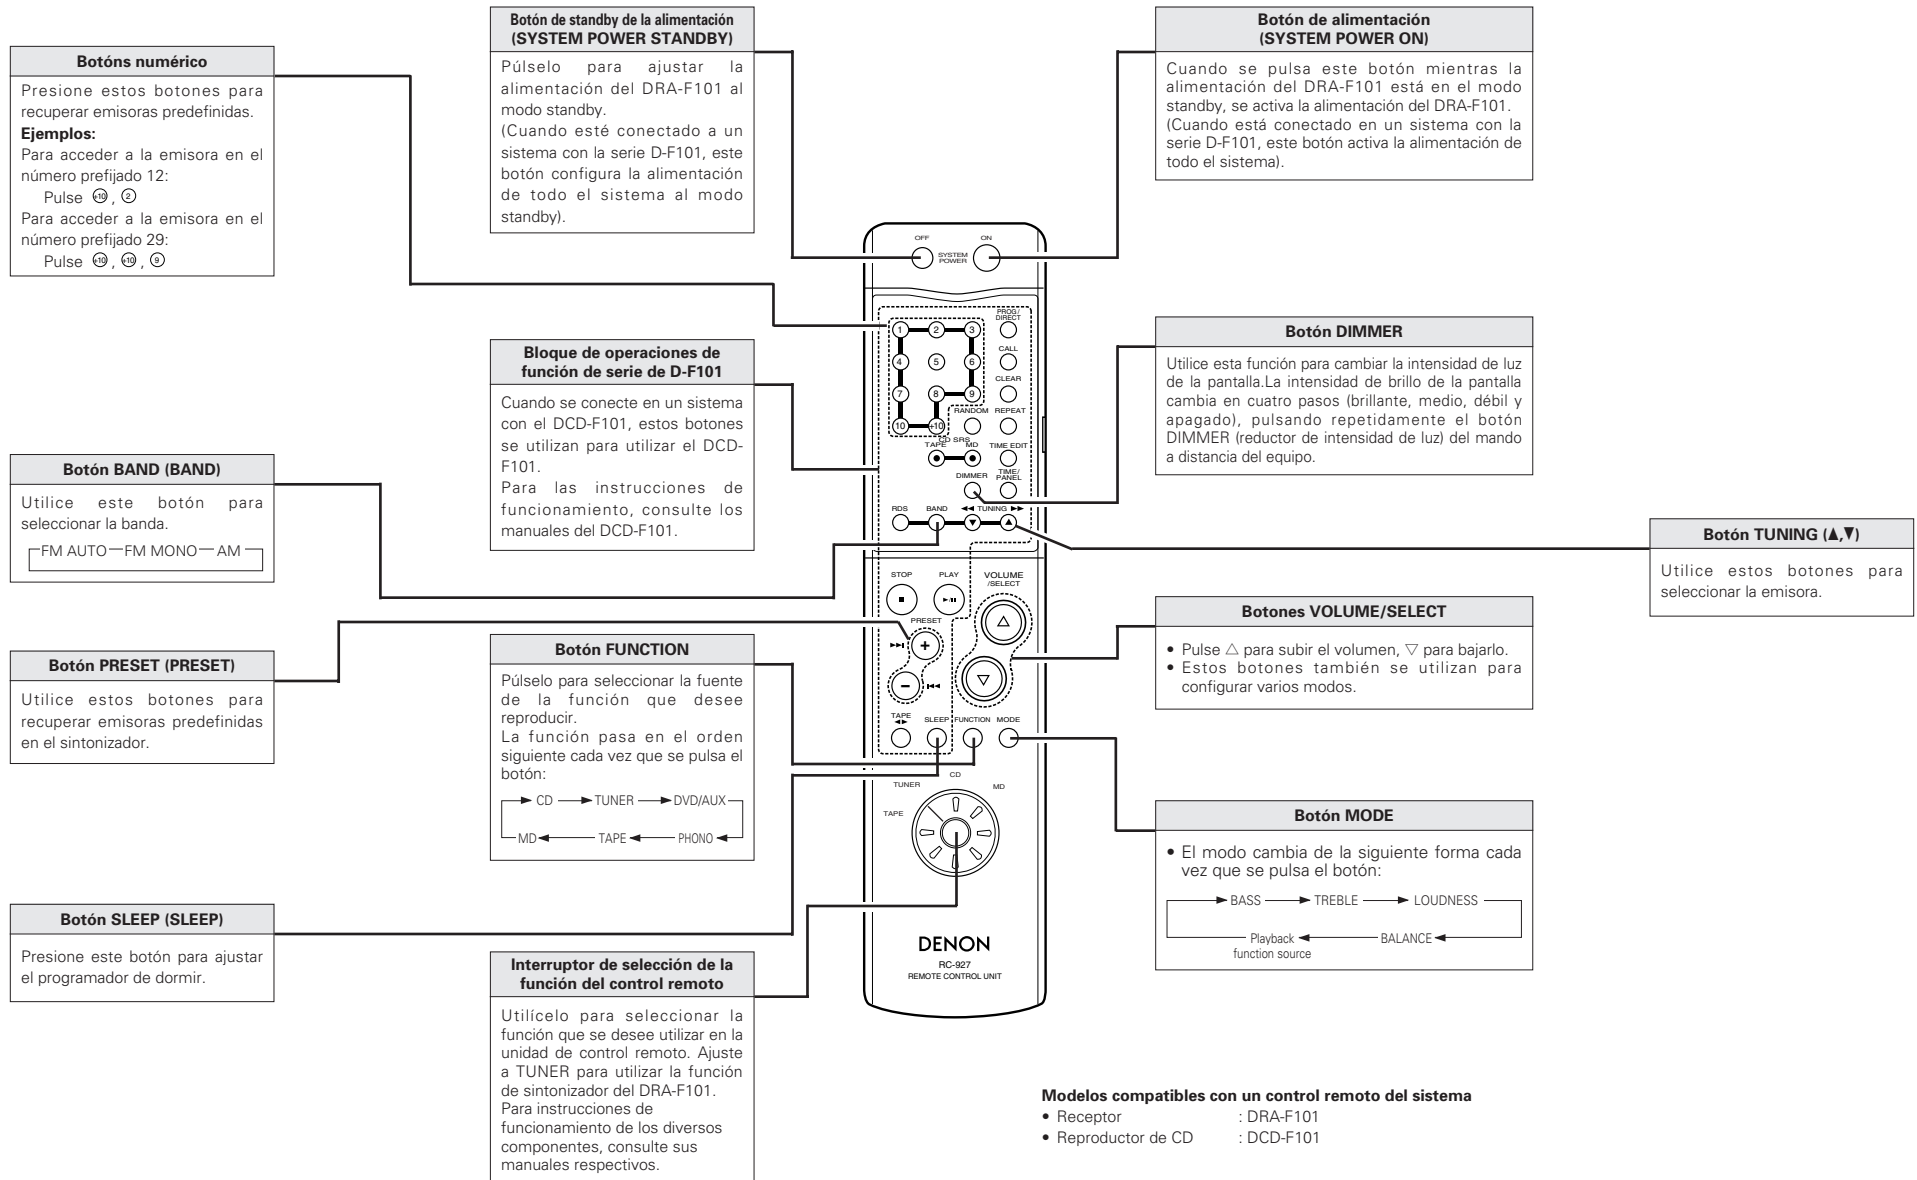 Botón de standby de la alimentación
(SYSTEM POWER STANDBY)
Púlselo para ajustar la
alimentación del DRA-F101 al
modo standby.
(Cuando esté conectado a un
sistema con la serie D-F101, este
botón configura la alimentación
de todo el sistema al modo
standby).
Botón de alimentación
(SYSTEM POWER ON)
Cuando se pulsa este botón mientras la
alimentación del DRA-F101 está en el modo
standby, se activa la alimentación del DRA-F101.
(Cuando está conectado en un sistema con la
serie D-F101, este botón activa la alimentación de
todo el sistema).
Botóns numérico
Presione estos botones para
recuperar emisoras predefinidas.
Ejemplos:
Para acceder a la emisora en el
número prefijado 12:
Pulse +10 , 2
Para acceder a la emisora en el
número prefijado 29:
Pulse +10 , +10 , 9
Bloque de operaciones de
función de serie de D-F101
Cuando se conecte en un sistema
con el DCD-F101, estos botones
se utilizan para utilizar el DCD-
F101.
Para las instrucciones de
funcionamiento, consulte los
manuales del DCD-F101.
Botón DIMMER
Utilice esta función para cambiar la intensidad de luz
de la pantalla.La intensidad de brillo de la pantalla
cambia en cuatro pasos (brillante, medio, débil y
apagado), pulsando repetidamente el botón
DIMMER (reductor de intensidad de luz) del mando
a distancia del equipo.
Botón BAND (BAND)
Utilice este botón para
seleccionar la banda.
FM AUTO FM MONO AM
Botón TUNING (▲,▼)
Utilice estos botones para
seleccionar la emisora.
Botones VOLUME/SELECT
• Pulse △ para subir el volumen, ▽ para bajarlo.
• Estos botones también se utilizan para
configurar varios modos.
Botón PRESET (PRESET)
Utilice estos botones para
recuperar emisoras predefinidas
en el sintonizador.
Botón FUNCTION
Púlselo para seleccionar la fuente
de la función que desee
reproducir.
La función pasa en el orden
siguiente cada vez que se pulsa el
botón:
CD TUNER DVD/AUX
MD TAPE PHONO
Botón MODE
• El modo cambia de la siguiente forma cada
vez que se pulsa el botón:
BASS TREBLE LOUDNESS
Playback BALANCE
function source
Botón SLEEP (SLEEP)
Presione este botón para ajustar
el programador de dormir.
Interruptor de selección de la
función del control remoto
Utilícelo para seleccionar la
función que se desee utilizar en la
unidad de control remoto. Ajuste
a TUNER para utilizar la función
de sintonizador del DRA-F101.
Para instrucciones de
funcionamiento de los diversos
componentes, consulte sus
manuales respectivos.
OFF ON
SYSTEM
POWER
PROG/
DIRECT
1 2 3
CALL
4 5 6
CLEAR
7 8 9
RANDOM REPEAT
10 +10
CD SRS
TAPE MD TIME EDIT
DIMMER TIME/
PANEL
RDS BAND ◄◄ TUNING ►►
▼ ▲
STOP PLAY VOLUME
/SELECT
■ ►/II
△
PRESET
►►I +
▽
− I◄◄
TAPE
◄► SLEEP FUNCTION MODE
CD
TUNER MD
TAPE
DENON
RC-927
REMOTE CONTROL UNIT
Modelos compatibles con un control remoto del sistema
• Receptor : DRA-F101
• Reproductor de CD : DCD-F101